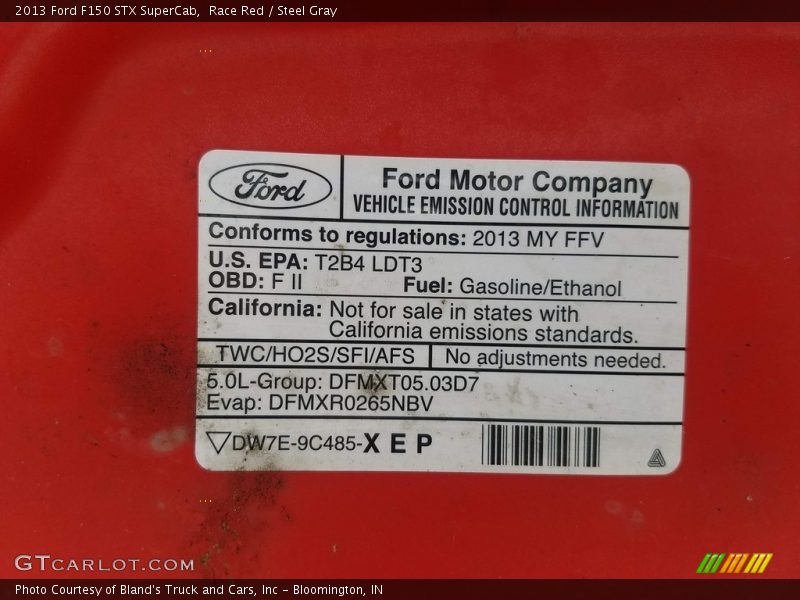 2013 Ford F150 STX SuperCab,  Race Red / Steel Gray
Ford
Ford Motor Company
VEHICLE EMISSION CONTROL INFORMATION
Conforms to regulations: 2013 MY FFV
U.S. EPA: T2B4 LDT3
OBD: F II Fuel: Gasoline/Ethanol
California: Not for sale in states with
California emissions standards.
TWC/HO2S/SFI/AFS No adjustments needed.
5.0L-Group: DFMXT05.03D7
Evap: DFMXR0265NBV
DW7E-9C485-X E P
GTCARLOT.COM
Photo Courtesy of Bland's Truck and Cars, Inc - Bloomington, IN